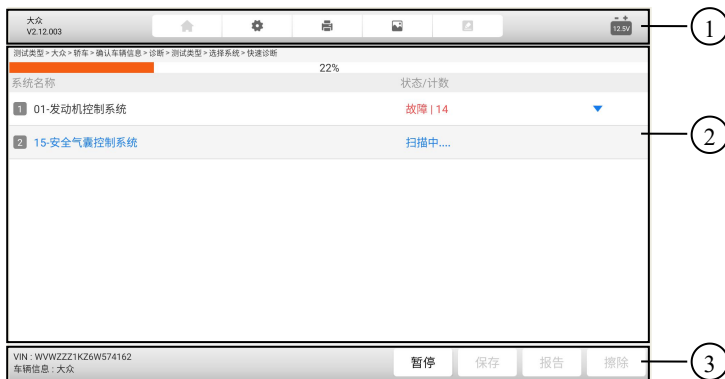 大众
V2.12.003
12.5V
1
测试类型 > 大众 > 轿车 > 确认车辆信息 > 诊断 > 测试类型 > 选择系统 > 快速诊断
22%
系统名称 状态/计数
1 01-发动机控制系统 故障 | 14
2 15-安全气囊控制系统 扫描中....
2
VIN : WVWZZZ1KZ6W574162
车辆信息 : 大众
暂停 保存 报告 擦除
3